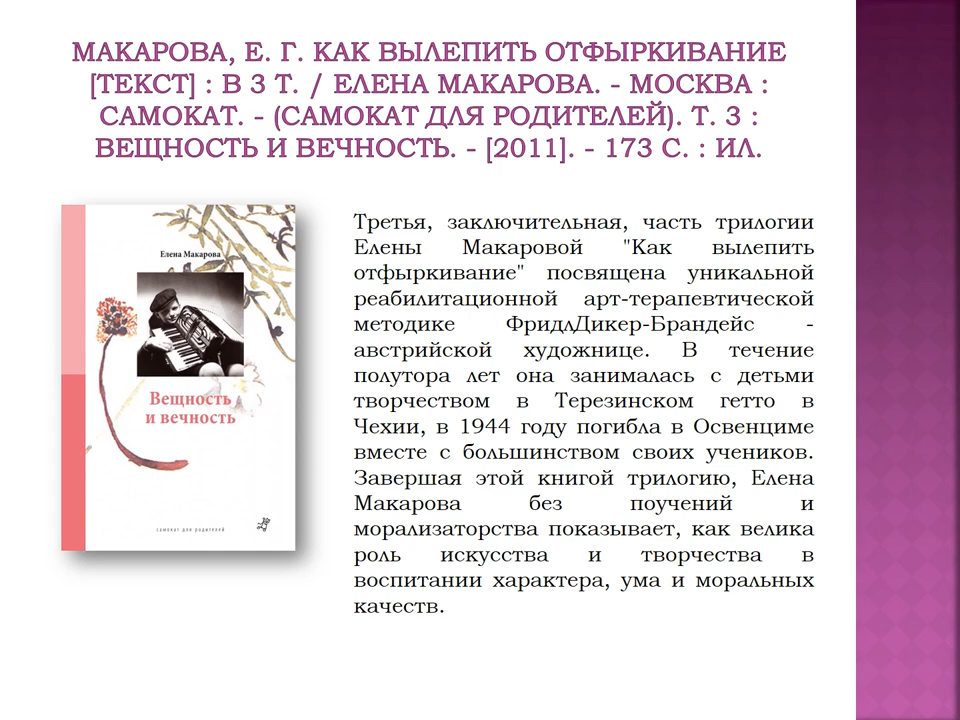 МАКАРОВА, Е. Г. КАК ВЫЛЕПИТЬ ОТФЫРКИВАНИЕ
[ТЕКСТ] : В 3 Т. / ЕЛЕНА МАКАРОВА. - МОСКВА :
САМОКАТ. - (САМОКАТ ДЛЯ РОДИТЕЛЕЙ). Т. 3 :
ВЕЩНОСТЬ И ВЕЧНОСТЬ. - [2011]. - 173 С. : ИЛ.
Елена Макарова
Вещность
и вечность
самокат для родителей
Третья, заключительная, часть трилогии
Елены Макаровой "Как вылепить
отфыркивание" посвящена уникальной
реабилитационной арт-терапевтической
методике ФридлДикер-Брандейс -
австрийской художнице. В течение
полутора лет она занималась с детьми
творчеством в Терезинском гетто в
Чехии, в 1944 году погибла в Освенциме
вместе с большинством своих учеников.
Завершая этой книгой трилогию, Елена
Макарова без поучений и
морализаторства показывает, как велика
роль искусства и творчества в
воспитании характера, ума и моральных
качеств.